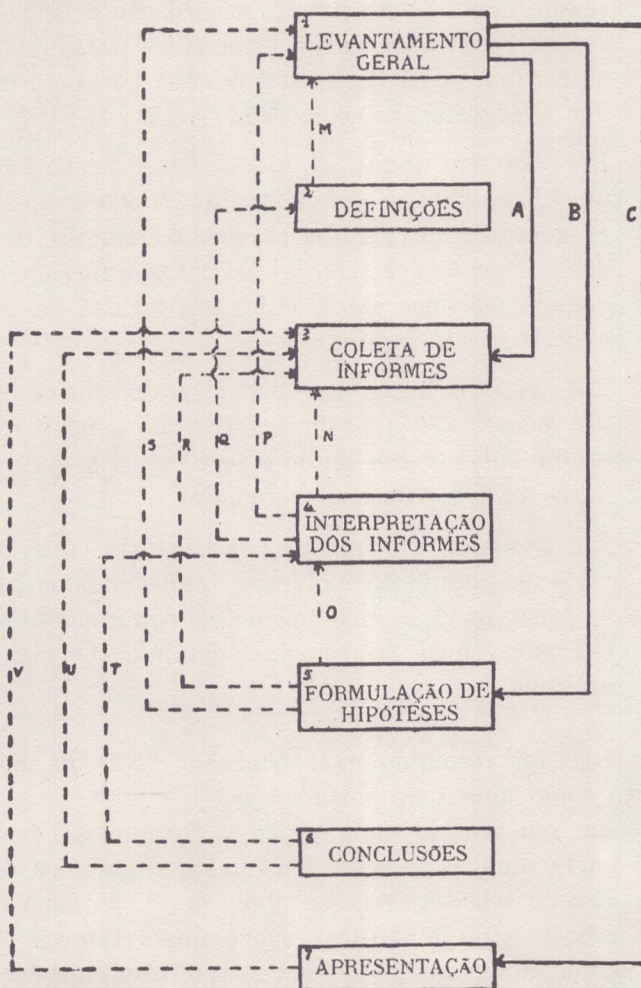 1
LEVANTAMENTO
GERAL
M
2
DEFINIÇÕES
A
B
C
3
COLETA DE
INFORMES
S
R
Q
P
N
4
INTERPRETAÇÃO
DOS INFORMES
O
V
U
T
5
FORMULAÇÃO DE
HIPÓTESES
6
CONCLUSÕES
7
APRESENTAÇÃO